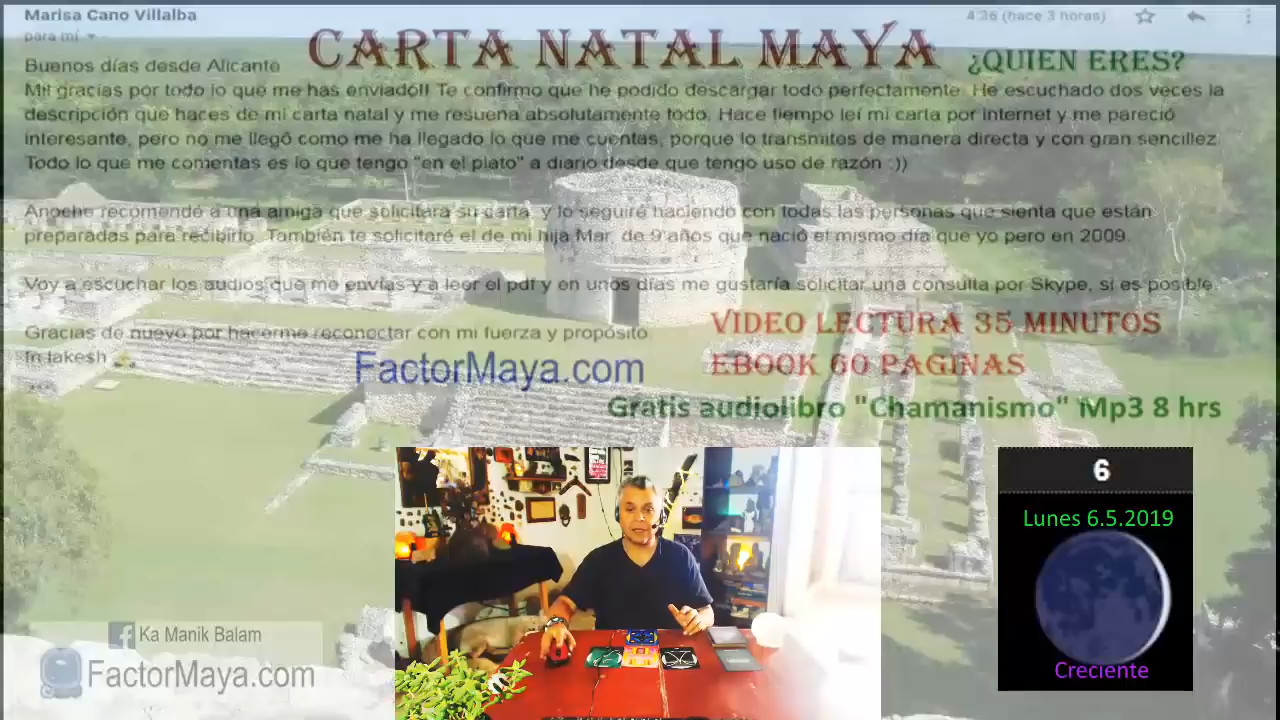 Marisa Cano Villalba
4:36 (hace 3 horas)
para mí
CARTA NATAL MAYA
¿QUIEN ERES?
Buenos días desde Alicante
Mil gracias por todo lo que me has enviado!! Te confirmo que he podido descargar todo perfectamente. He escuchado dos veces la
descripción que haces de mi carta natal y me resuena absolutamente todo. Hace tiempo leí mi carta por internet y me pareció
interesante, pero no me llegó como me ha llegado lo que me cuentas, porque lo transmites de manera directa y con gran sencillez.
Todo lo que me comentas es lo que tengo "en el plato" a diario desde que tengo uso de razón :))
Anoche recomendé a una amiga que solicitara su carta, y lo seguiré haciendo con todas las personas que sienta que están
preparadas para recibirlo. También te solicitaré el de mi hija Mar, de 9 años que nació el mismo día que yo pero en 2009.
Voy a escuchar los audios que me envías y a leer el pdf y en unos días me gustaría solicitar una consulta por Skype, si es posible.
Gracias de nuevo por hacerme reconectar con mi fuerza y propósito.
In lakesh
VIDEO LECTURA 35 MINUTOS
EBOOK 60 PAGINAS
FactorMaya.com
Gratis audiolibro "Chamanismo" Mp3 8 hrs
6
Lunes 6.5.2019
Creciente
Ka Manik Balam
FactorMaya.com